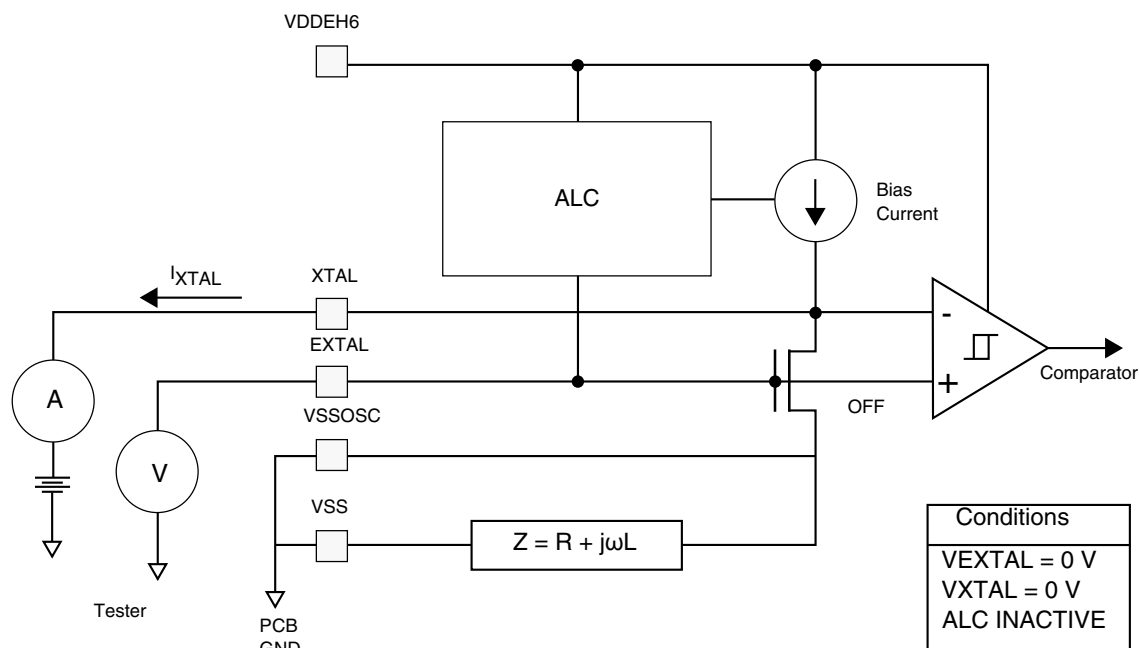 VDDEH6
ALC
Bias
Current
IXTAL
XTAL
EXTAL
-
+
Comparator
A
V
OFF
VSSOSC
VSS
Z = R + jωL
Tester
PCB
GND
Conditions
VEXTAL = 0 V
VXTAL = 0 V
ALC INACTIVE